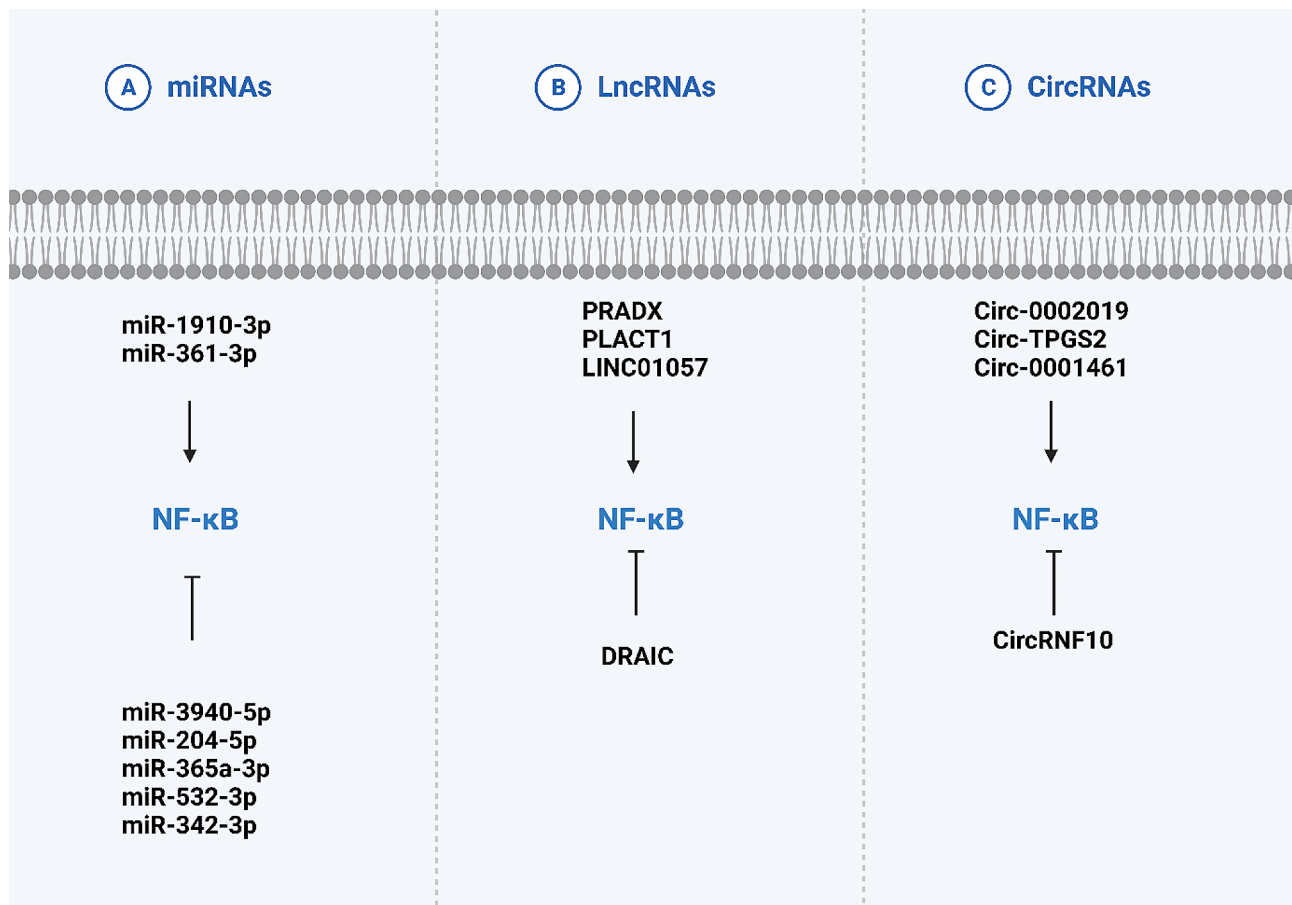 A miRNAs
miR-1910-3p
miR-361-3p
NF-κB
miR-3940-5p
miR-204-5p
miR-365a-3p
miR-532-3p
miR-342-3p
B LncRNAs
PRADX
PLACT1
LINC01057
NF-κB
DRAIC
C CircRNAs
Circ-0002019
Circ-TPGS2
Circ-0001461
NF-κB
CircRNF10